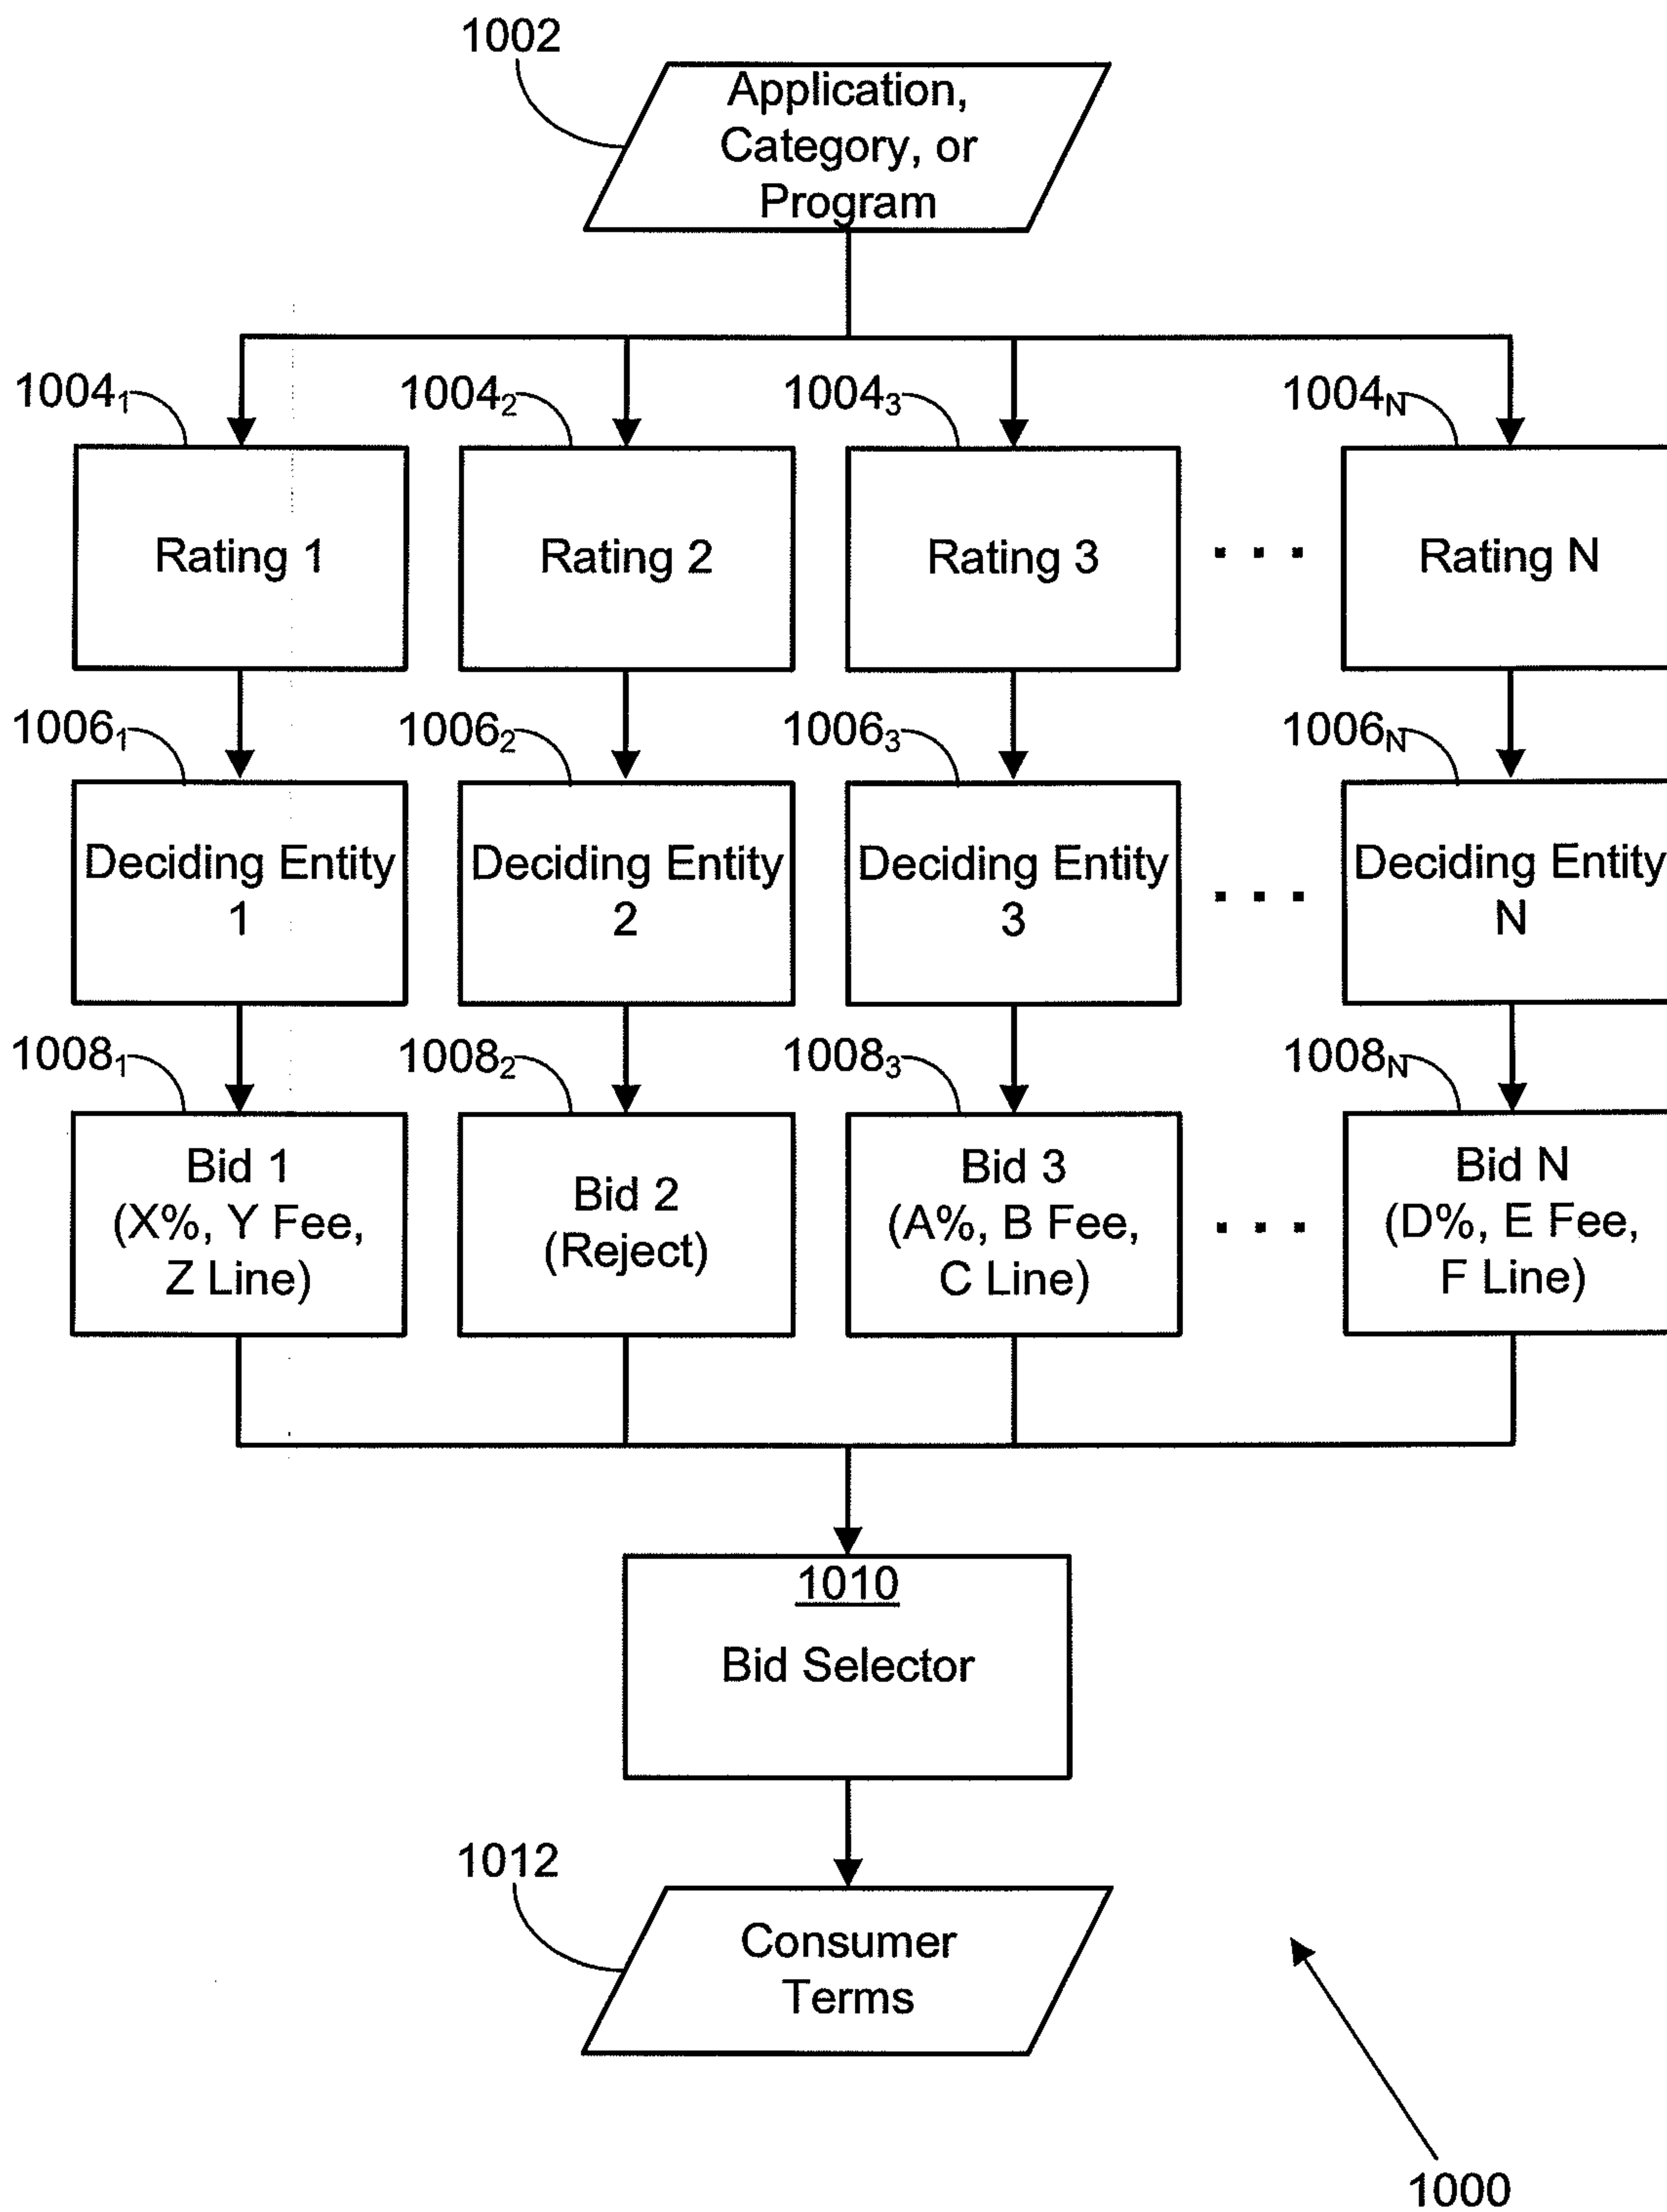 1002
Application,
Category, or
Program
1004₁
1004₂
1004₃
1004N
Rating 1
Rating 2
Rating 3
. . .
Rating N
1006₁
1006₂
1006₃
1006N
Deciding Entity
1
Deciding Entity
2
Deciding Entity
3
. . .
Deciding Entity
N
1008₁
1008₂
1008₃
1008N
Bid 1
(X%, Y Fee,
Z Line)
Bid 2
(Reject)
Bid 3
(A%, B Fee,
C Line)
. . .
Bid N
(D%, E Fee,
F Line)
1010
Bid Selector
1012
Consumer
Terms
1000